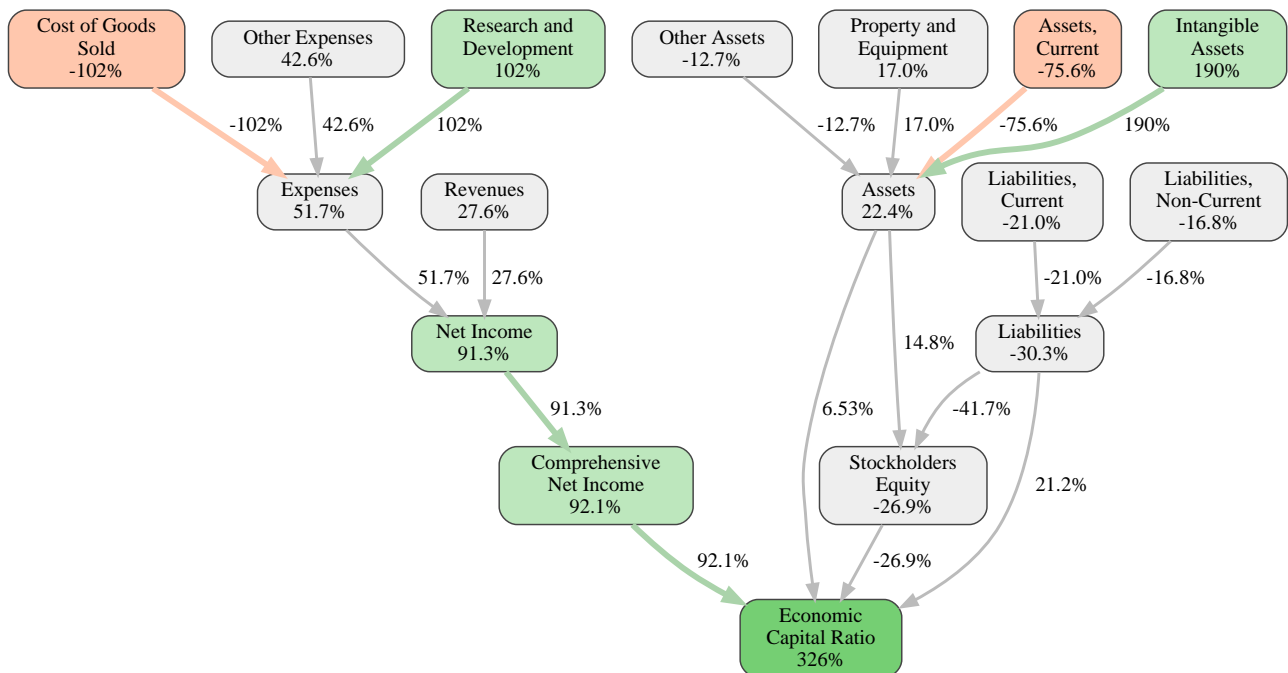 Cost of Goods
Sold
-102%
Other Expenses
42.6%
Research and
Development
102%
Other Assets
-12.7%
Property and
Equipment
17.0%
Assets,
Current
-75.6%
Intangible
Assets
190%
-102%
42.6%
102%
-12.7%
17.0%
-75.6%
190%
Expenses
51.7%
Revenues
27.6%
Assets
22.4%
Liabilities,
Current
-21.0%
Liabilities,
Non-Current
-16.8%
51.7%
27.6%
-21.0%
-16.8%
Net Income
91.3%
14.8%
Liabilities
-30.3%
91.3%
6.53%
-41.7%
Comprehensive
Net Income
92.1%
Stockholders
Equity
-26.9%
21.2%
92.1%
-26.9%
Economic
Capital Ratio
326%